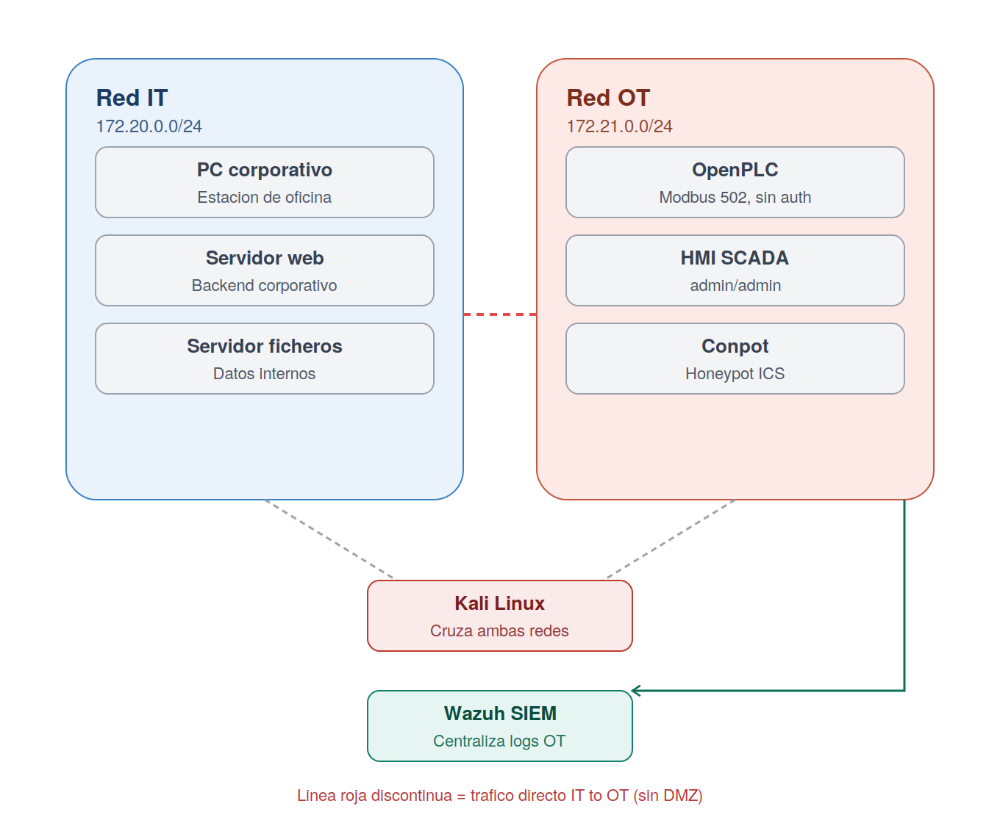 Red IT
172.20.0.0/24
PC corporativo
Estacion de oficina
Servidor web
Backend corporativo
Servidor ficheros
Datos internos
Red OT
172.21.0.0/24
OpenPLC
Modbus 502, sin auth
HMI SCADA
admin/admin
Conpot
Honeypot ICS
Kali Linux
Cruza ambas redes
Wazuh SIEM
Centraliza logs OT
Linea roja discontinua = trafico directo IT to OT (sin DMZ)